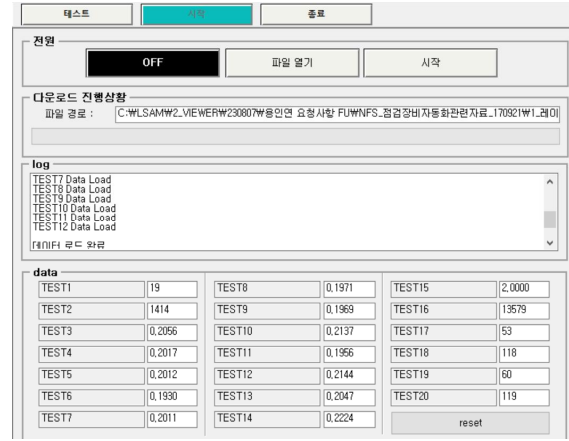 테스트 시작 종료
전원
OFF 파일 열기 시작
다운로드 진행상황
파일 경로 : C:₩LSAM₩2_VIEWER₩230807₩용인연 요청사항 FU₩NFS_점검장비자동화관련자료_170921₩1_레이
log
TEST7 Data Load
TEST8 Data Load
TEST9 Data Load
TEST10 Data Load
TEST11 Data Load
TEST12 Data Load
데이터 로드 완료
data
TEST1 19 TEST8 0,1971 TEST15 2,0000
TEST2 1414 TEST9 0,1969 TEST16 13579
TEST3 0,2056 TEST10 0,2137 TEST17 53
TEST4 0,2017 TEST11 0,1956 TEST18 118
TEST5 0,2012 TEST12 0,2144 TEST19 60
TEST6 0,1930 TEST13 0,2047 TEST20 119
TEST7 0,2011 TEST14 0,2224 reset